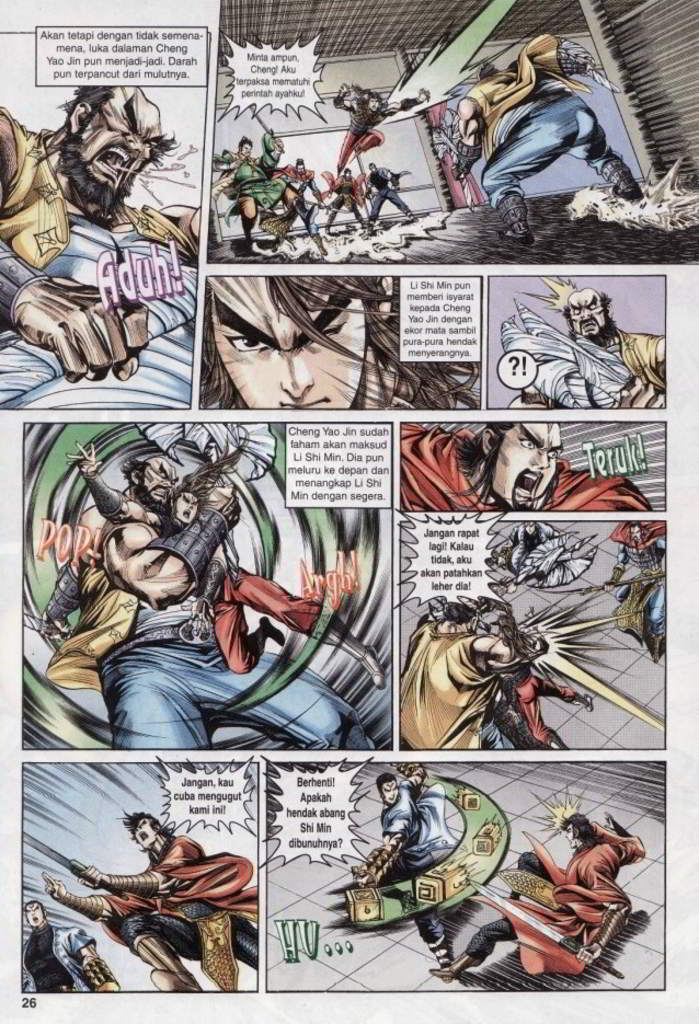 Akan tetapi dengan tidak semena-
mena, luka dalaman Cheng
Yao Jin pun menjadi-jadi. Darah
pun terpancut dari mulutnya.
Aduh!
Minta ampun,
Cheng! Aku
terpaksa mematuhi
perintah ayahku!
Li Shi Min pun
memberi isyarat
kepada Cheng
Yao Jin dengan
ekor mata sambil
pura-pura hendak
menyerangnya.
?!
Cheng Yao Jin sudah
faham akan maksud
Li Shi Min. Dia pun
meluru ke depan dan
menangkap Li Shi
Min dengan segera.
POP!
Argh!
Teruk!
Jangan rapat
lagi! Kalau
tidak, aku
akan patahkan
leher dia!
Jangan, kau
cuba mengugut
kami ini!
Berhenti!
Apakah
hendak abang
Shi Min
dibunuhnya?
HU...
26